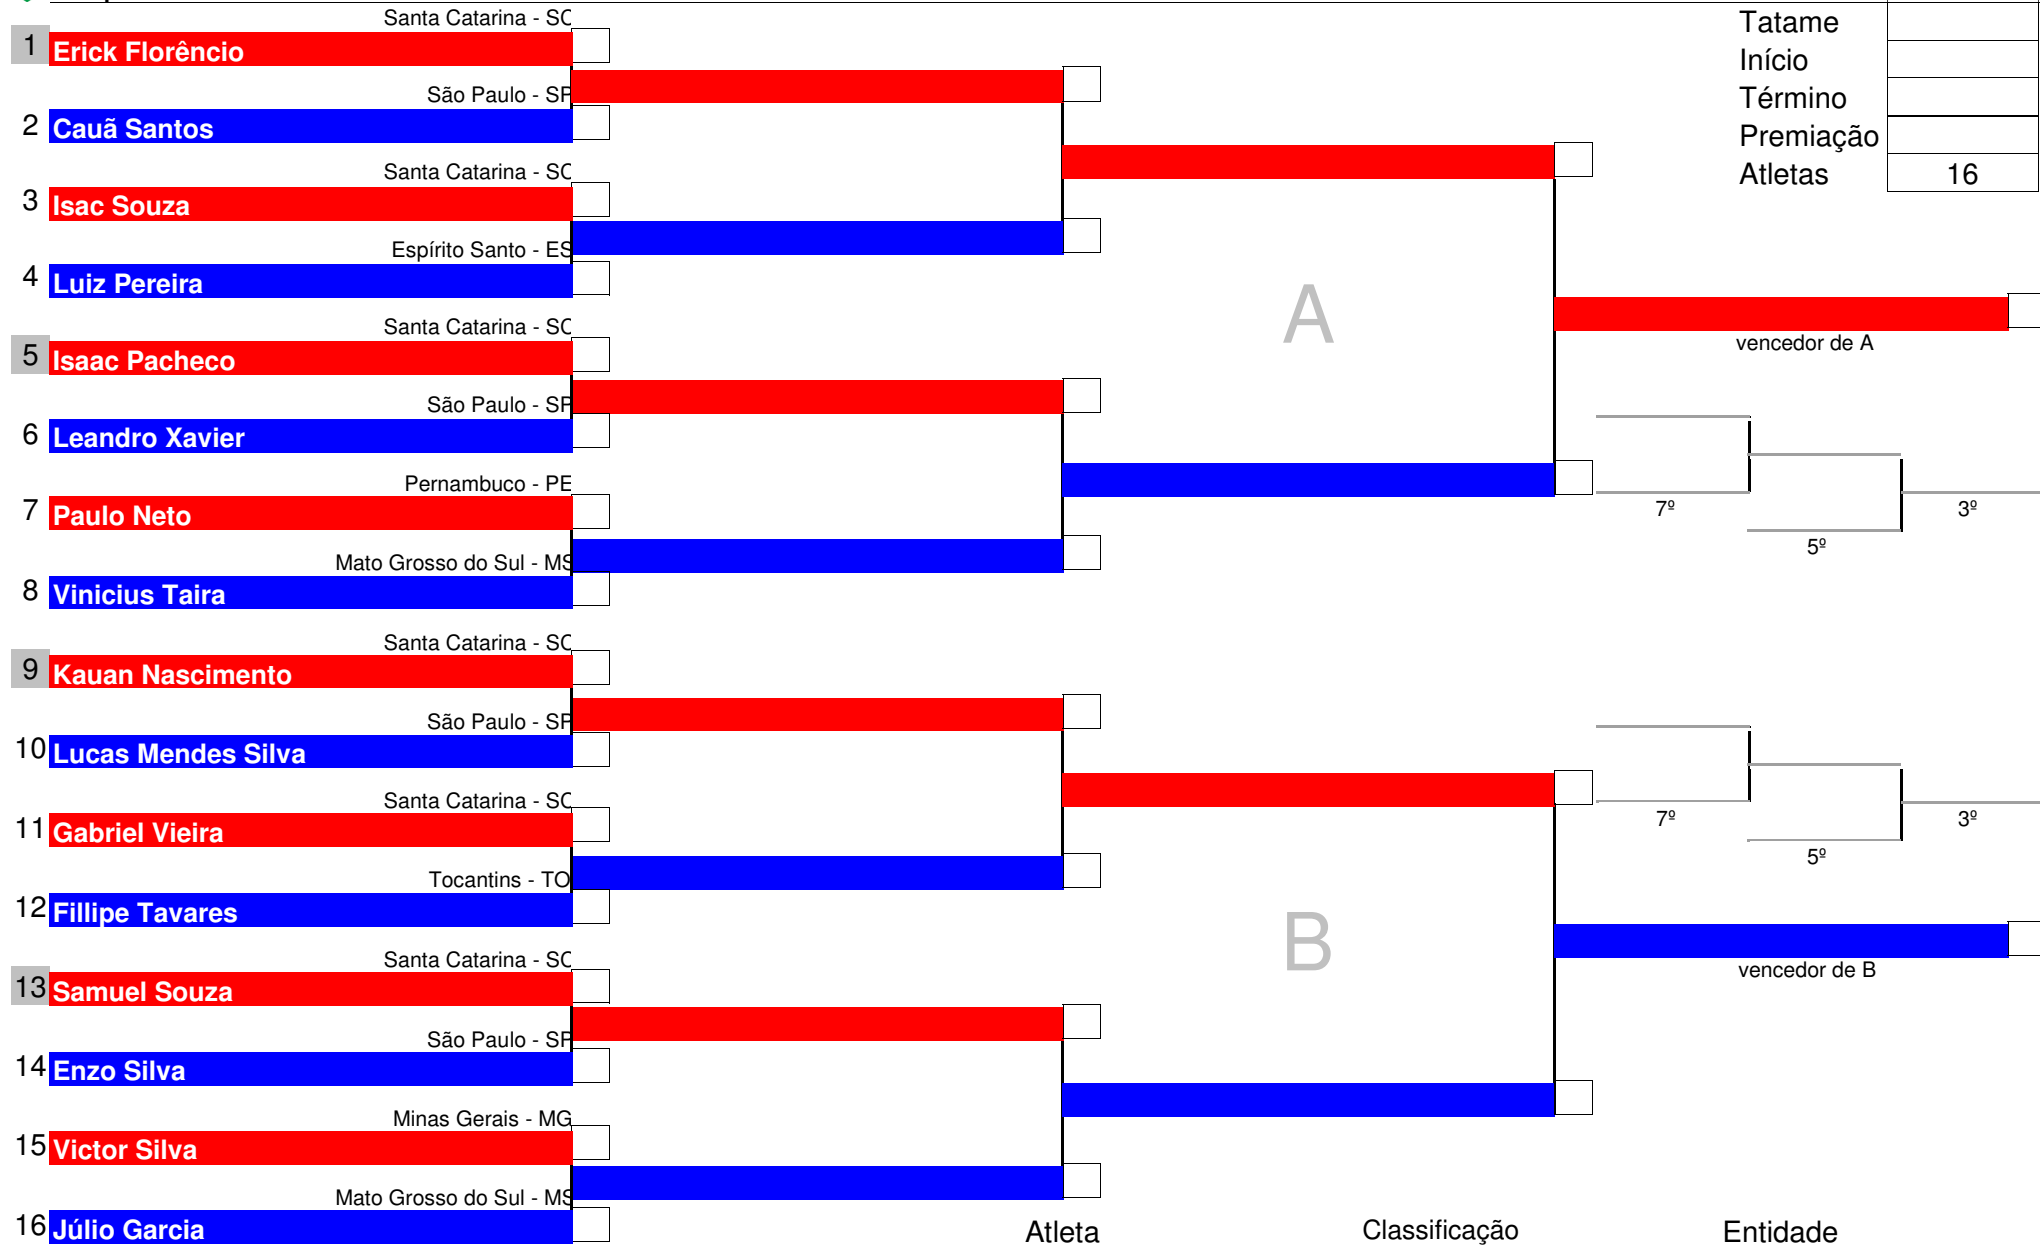 Santa Catarina - SC
1 Erick Florêncio
São Paulo - SP
2 Cauã Santos
Santa Catarina - SC
3 Isac Souza
Espírito Santo - ES
4 Luiz Pereira
Santa Catarina - SC
5 Isaac Pacheco
São Paulo - SP
6 Leandro Xavier
Pernambuco - PE
7 Paulo Neto
Mato Grosso do Sul - MS
8 Vinicius Taira
Santa Catarina - SC
9 Kauan Nascimento
São Paulo - SP
10 Lucas Mendes Silva
Santa Catarina - SC
11 Gabriel Vieira
Tocantins - TO
12 Fillipe Tavares
Santa Catarina - SC
13 Samuel Souza
São Paulo - SP
14 Enzo Silva
Minas Gerais - MG
15 Victor Silva
Mato Grosso do Sul - MS
16 Júlio Garcia
A
B
Tatame
Início
Término
Premiação
Atletas 16
vencedor de A
7º 3º
5º
7º 3º
5º
vencedor de B
Atleta Classificação Entidade